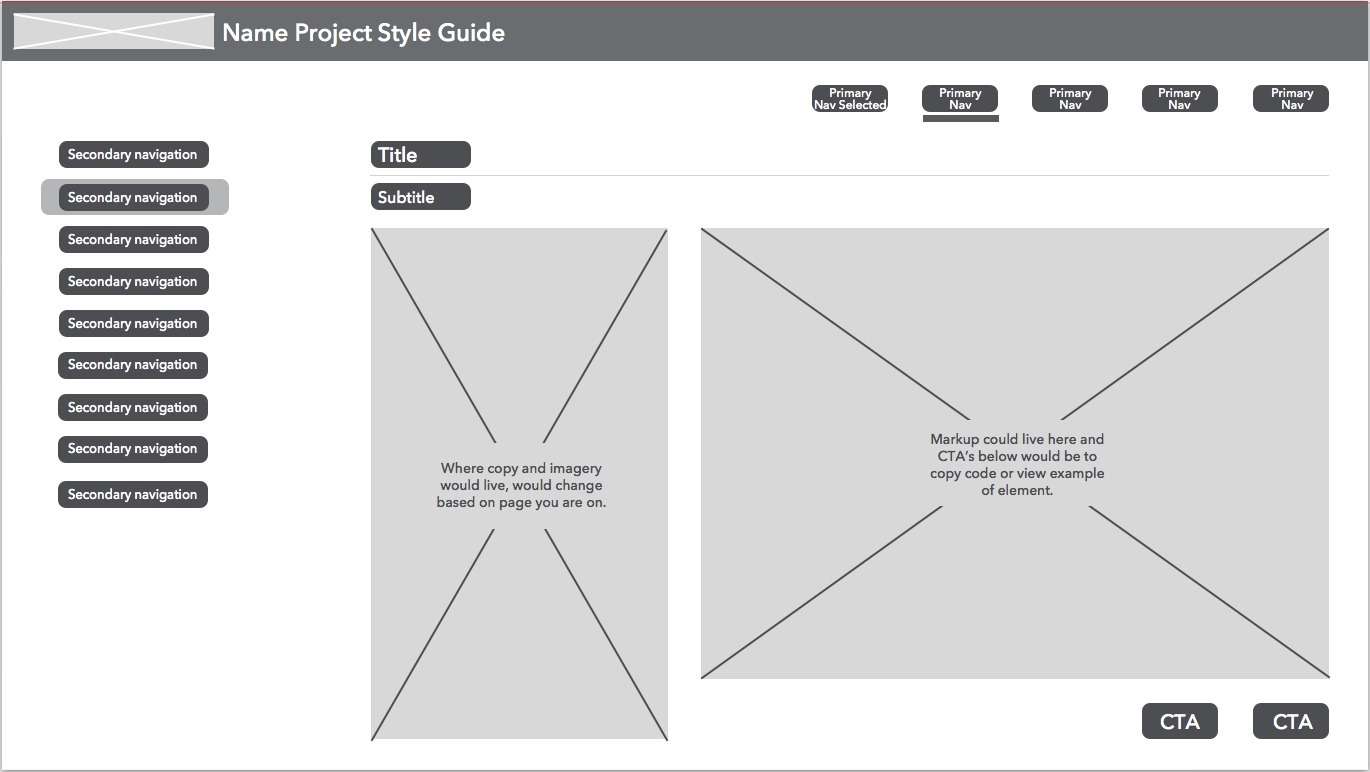 Name Project Style Guide
Primary
Nav Selected
Primary
Nav
Primary
Nav
Primary
Nav
Primary
Nav
Secondary navigation
Secondary navigation
Secondary navigation
Secondary navigation
Secondary navigation
Secondary navigation
Secondary navigation
Secondary navigation
Secondary navigation
Title
Subtitle
Where copy and imagery
would live, would change
based on page you are on.
Markup could live here and
CTA’s below would be to
copy code or view example
of element.
CTA
CTA